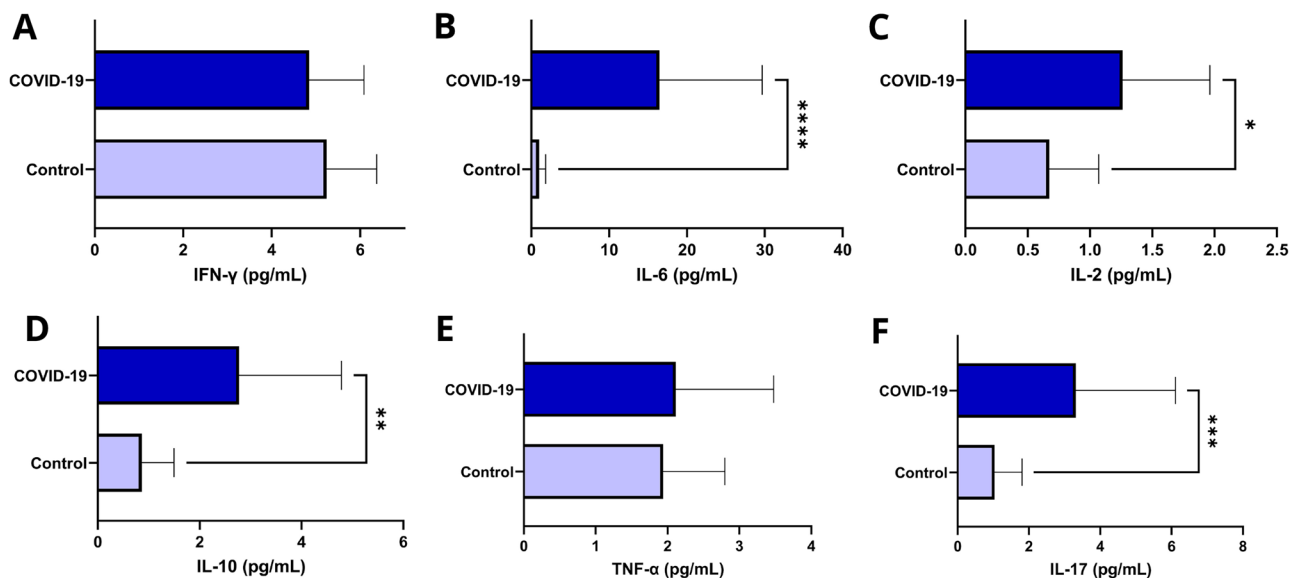 A
COVID-19
Control
0 2 4 6
IFN-γ (pg/mL)
B
COVID-19
Control
****
0 10 20 30 40
IL-6 (pg/mL)
C
COVID-19
Control
*
0.0 0.5 1.0 1.5 2.0 2.5
IL-2 (pg/mL)
D
COVID-19
Control
**
0 2 4 6
IL-10 (pg/mL)
E
COVID-19
Control
0 1 2 3 4
TNF-α (pg/mL)
F
COVID-19
Control
***
0 2 4 6 8
IL-17 (pg/mL)